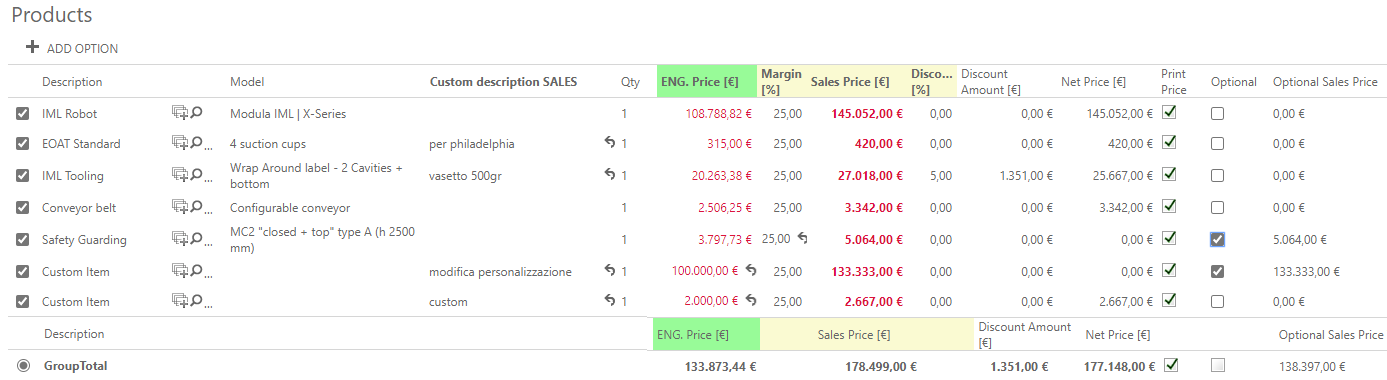 Products
ADD OPTION
Description Model Custom description SALES Qty ENG. Price [€] Margin [%] Sales Price [€] Disco... [%] Discount Amount [€] Net Price [€] Print Price Optional Optional Sales Price
IML Robot ... Modula IML | X-Series 1 108.788,82 € 25,00 145.052,00 € 0,00 0,00 € 145.052,00 € 0,00 €
EOAT Standard ... 4 suction cups per philadelphia 1 315,00 € 25,00 420,00 € 0,00 0,00 € 420,00 € 0,00 €
IML Tooling ... Wrap Around label - 2 Cavities + bottom vasetto 500gr 1 20.263,38 € 25,00 27.018,00 € 5,00 1.351,00 € 25.667,00 € 0,00 €
Conveyor belt ... Configurable conveyor 1 2.506,25 € 25,00 3.342,00 € 0,00 0,00 € 3.342,00 € 0,00 €
Safety Guarding ... MC2 "closed + top" type A (h 2500 mm) 1 3.797,73 € 25,00 5.064,00 € 0,00 0,00 € 0,00 € 5.064,00 €
Custom Item ... modifica personalizzazione 1 100.000,00 € 25,00 133.333,00 € 0,00 0,00 € 0,00 € 133.333,00 €
Custom Item ... custom 1 2.000,00 € 25,00 2.667,00 € 0,00 0,00 € 2.667,00 € 0,00 €
Description ENG. Price [€] Sales Price [€] Discount Amount [€] Net Price [€] Optional Sales Price
GroupTotal 133.873,44 € 178.499,00 € 1.351,00 € 177.148,00 € 138.397,00 €